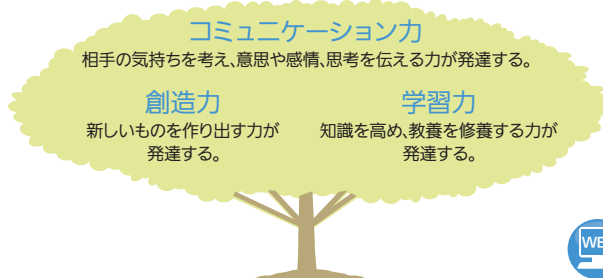 コミュニケーション力
相手の気持ちを考え、意思や感情、思考を伝える力が発達する。
創造力
新しいものを作り出す力が
発達する。
学習力
知識を高め、教養を修養する力が
発達する。